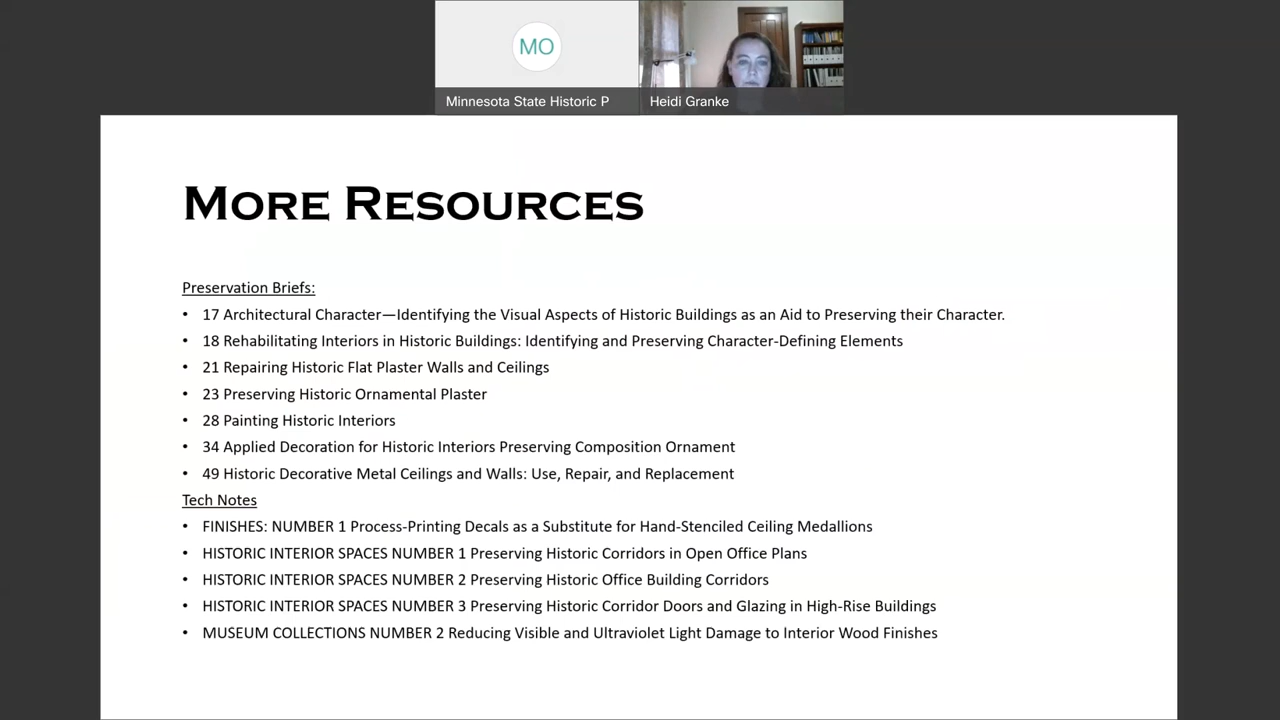 MO
Minnesota State Historic P
Heidi Granke
More Resources
Preservation Briefs:
• 17 Architectural Character—Identifying the Visual Aspects of Historic Buildings as an Aid to Preserving their Character.
• 18 Rehabilitating Interiors in Historic Buildings: Identifying and Preserving Character-Defining Elements
• 21 Repairing Historic Flat Plaster Walls and Ceilings
• 23 Preserving Historic Ornamental Plaster
• 28 Painting Historic Interiors
• 34 Applied Decoration for Historic Interiors Preserving Composition Ornament
• 49 Historic Decorative Metal Ceilings and Walls: Use, Repair, and Replacement
Tech Notes
• FINISHES: NUMBER 1 Process-Printing Decals as a Substitute for Hand-Stenciled Ceiling Medallions
• HISTORIC INTERIOR SPACES NUMBER 1 Preserving Historic Corridors in Open Office Plans
• HISTORIC INTERIOR SPACES NUMBER 2 Preserving Historic Office Building Corridors
• HISTORIC INTERIOR SPACES NUMBER 3 Preserving Historic Corridor Doors and Glazing in High-Rise Buildings
• MUSEUM COLLECTIONS NUMBER 2 Reducing Visible and Ultraviolet Light Damage to Interior Wood Finishes